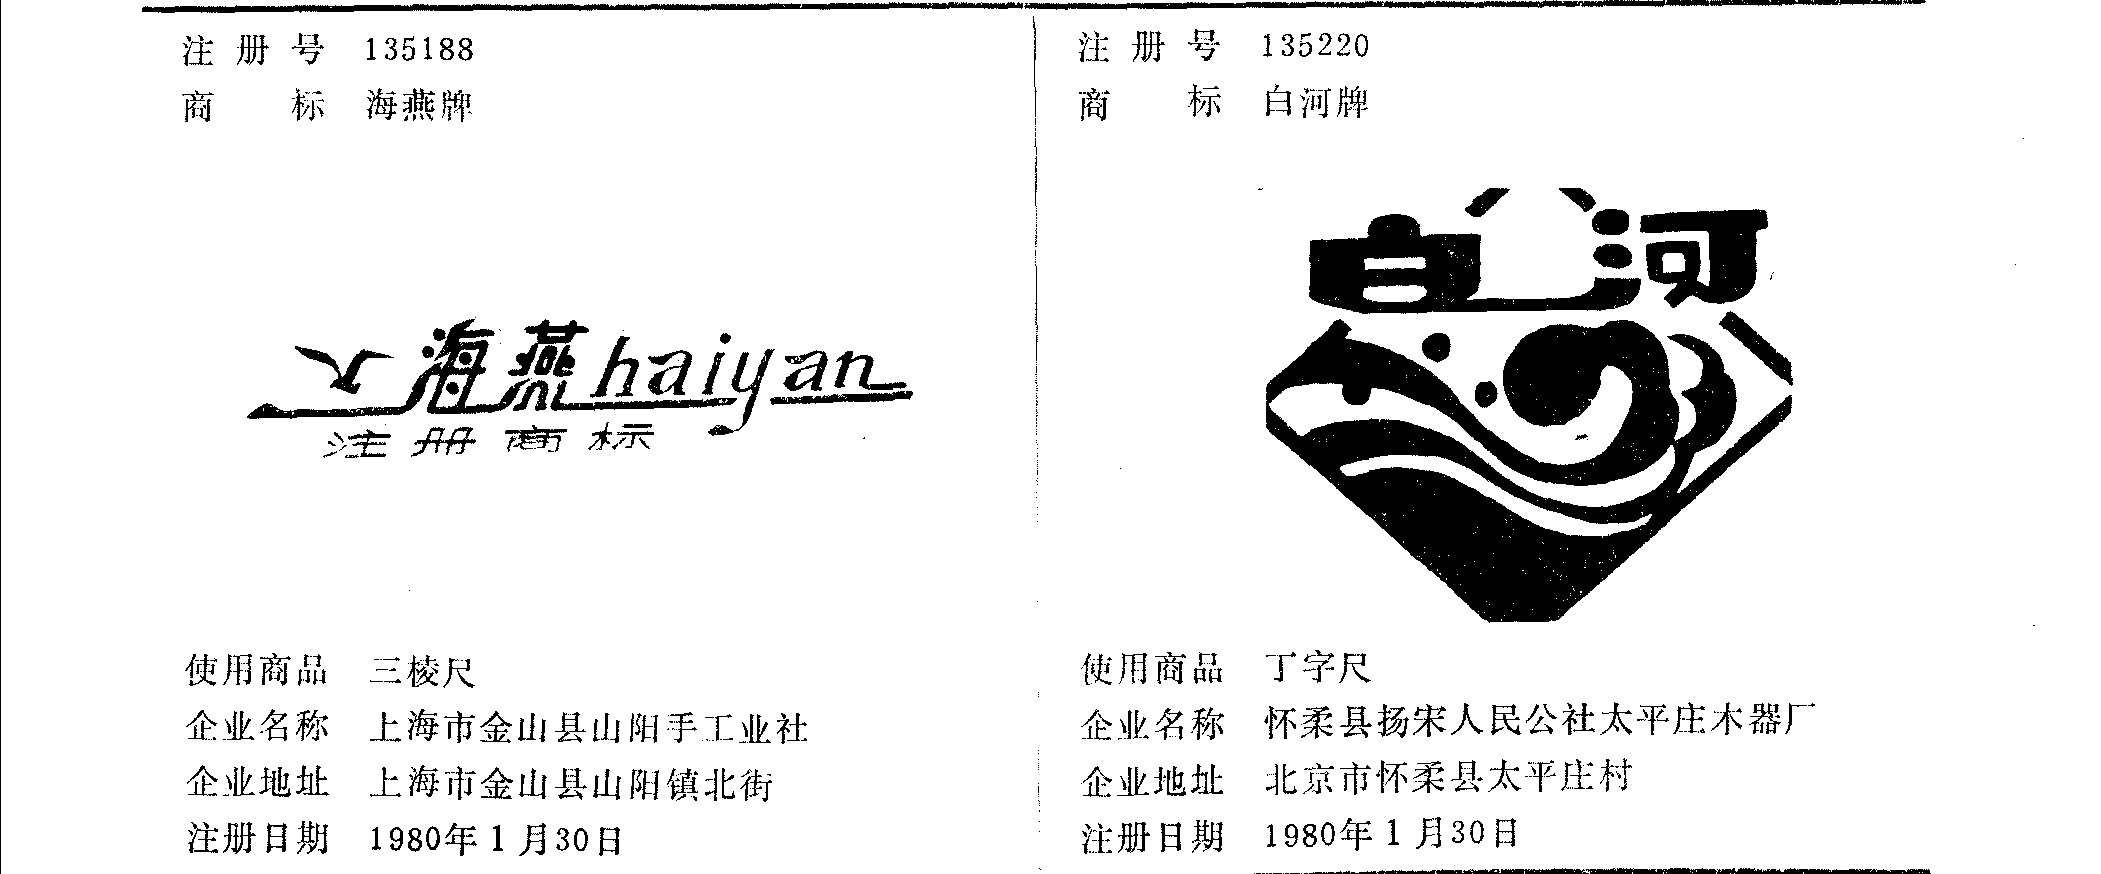 注册号 135188
商标 海燕牌
海燕haiyan
注册商标
使用商品 三棱尺
企业名称 上海市金山县山阳手工业社
企业地址 上海市金山县山阳镇北街
注册日期 1980年1月30日
注册号 135220
商标 白河牌
白河
使用商品 丁字尺
企业名称 怀柔县扬宋人民公社太平庄木器厂
企业地址 北京市怀柔县太平庄村
注册日期 1980年1月30日